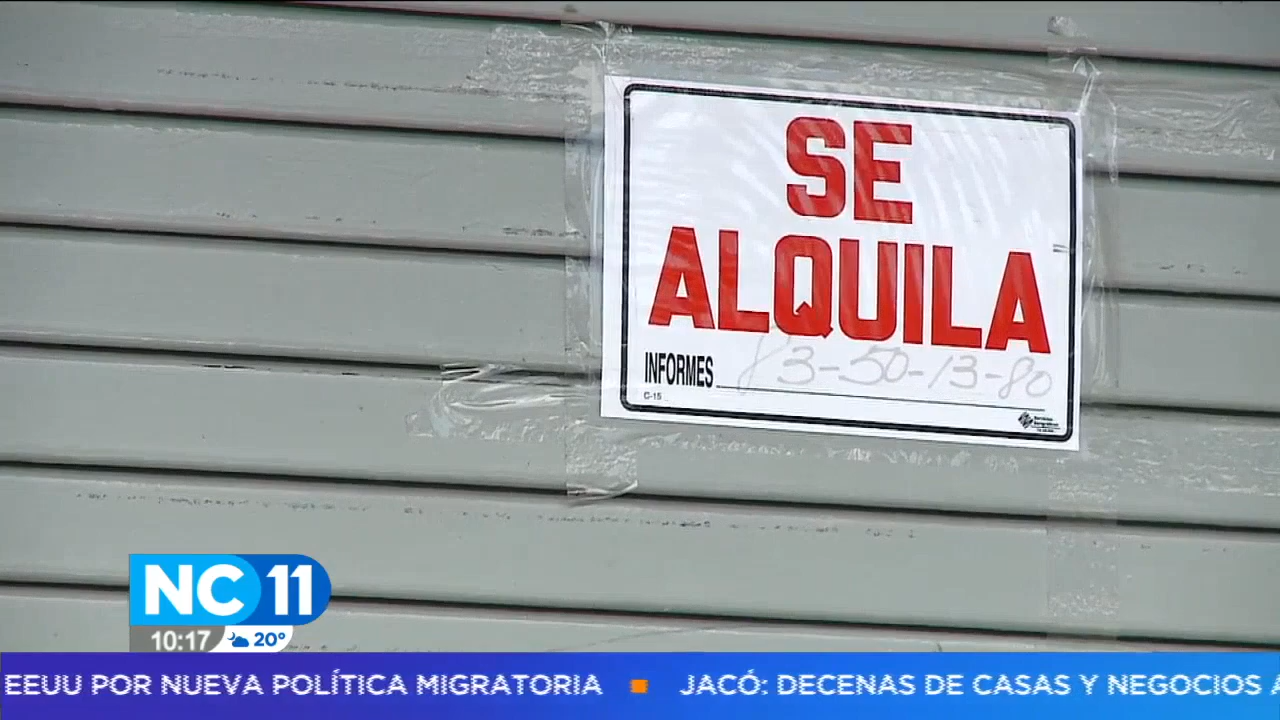 SE
ALQUILA
INFORMES 83-50-13-80
C-15
NC 11
10:17 20°
EEUU POR NUEVA POLÍTICA MIGRATORIA JACÓ: DECENAS DE CASAS Y NEGOCIOS